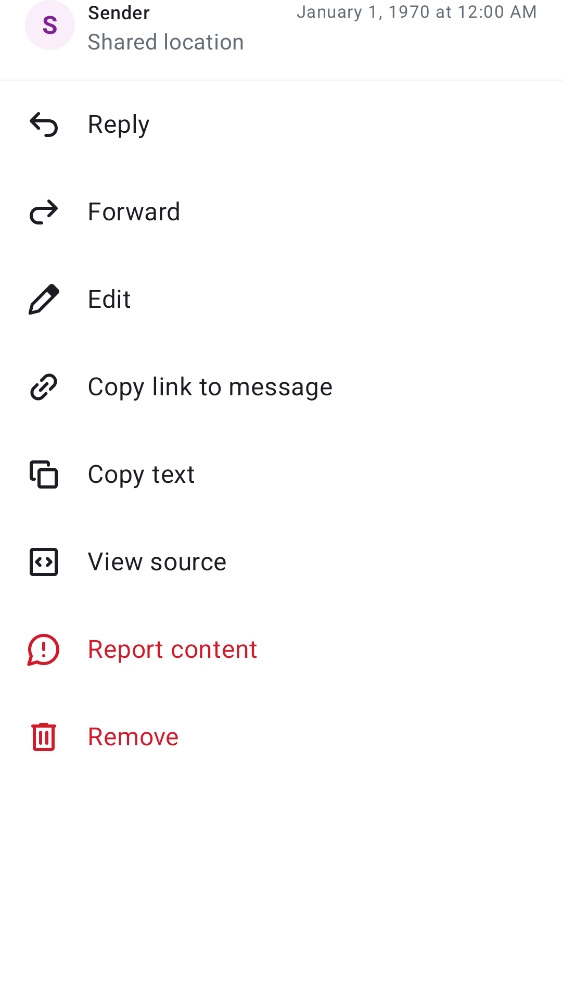 S
Sender
January 1, 1970 at 12:00 AM
Shared location
Reply
Forward
Edit
Copy link to message
Copy text
View source
Report content
Remove